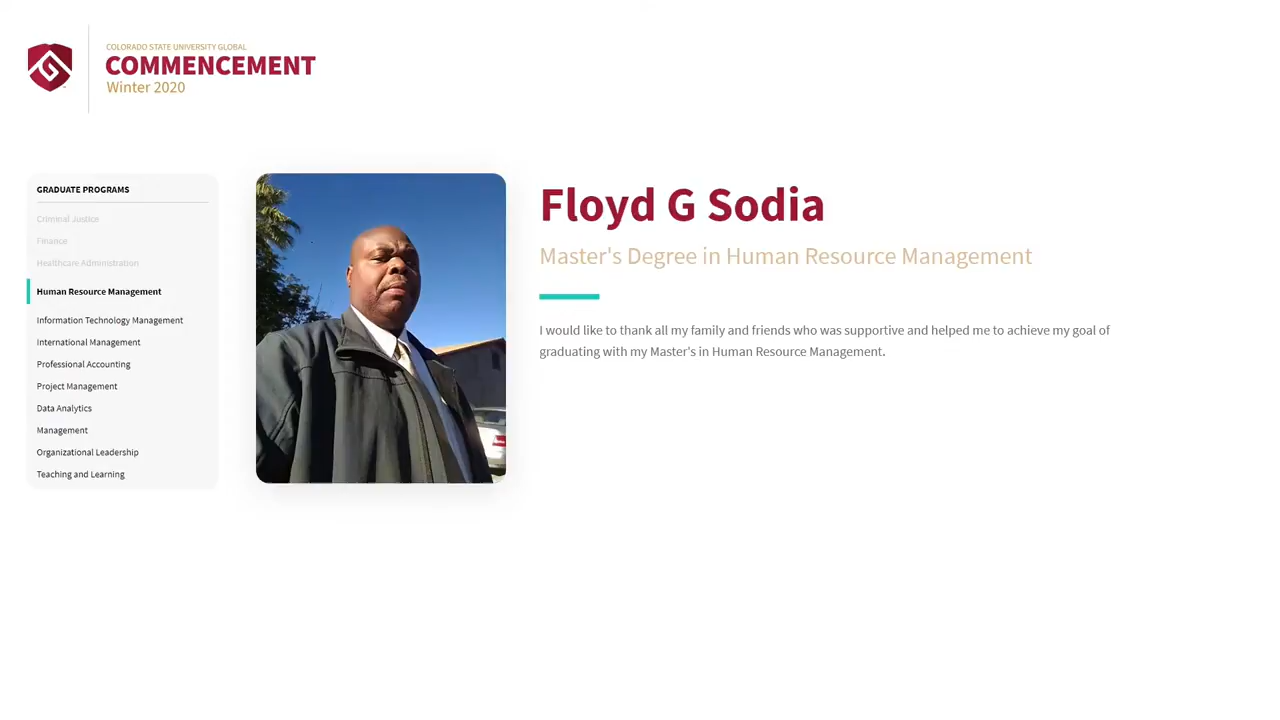 COLORADO STATE UNIVERSITY GLOBAL
COMMENCEMENT
Winter 2020
GRADUATE PROGRAMS
Criminal Justice
Finance
Healthcare Administration
Human Resource Management
Information Technology Management
International Management
Professional Accounting
Project Management
Data Analytics
Management
Organizational Leadership
Teaching and Learning
Floyd G Sodia
Master's Degree in Human Resource Management
I would like to thank all my family and friends who was supportive and helped me to achieve my goal of
graduating with my Master's in Human Resource Management.